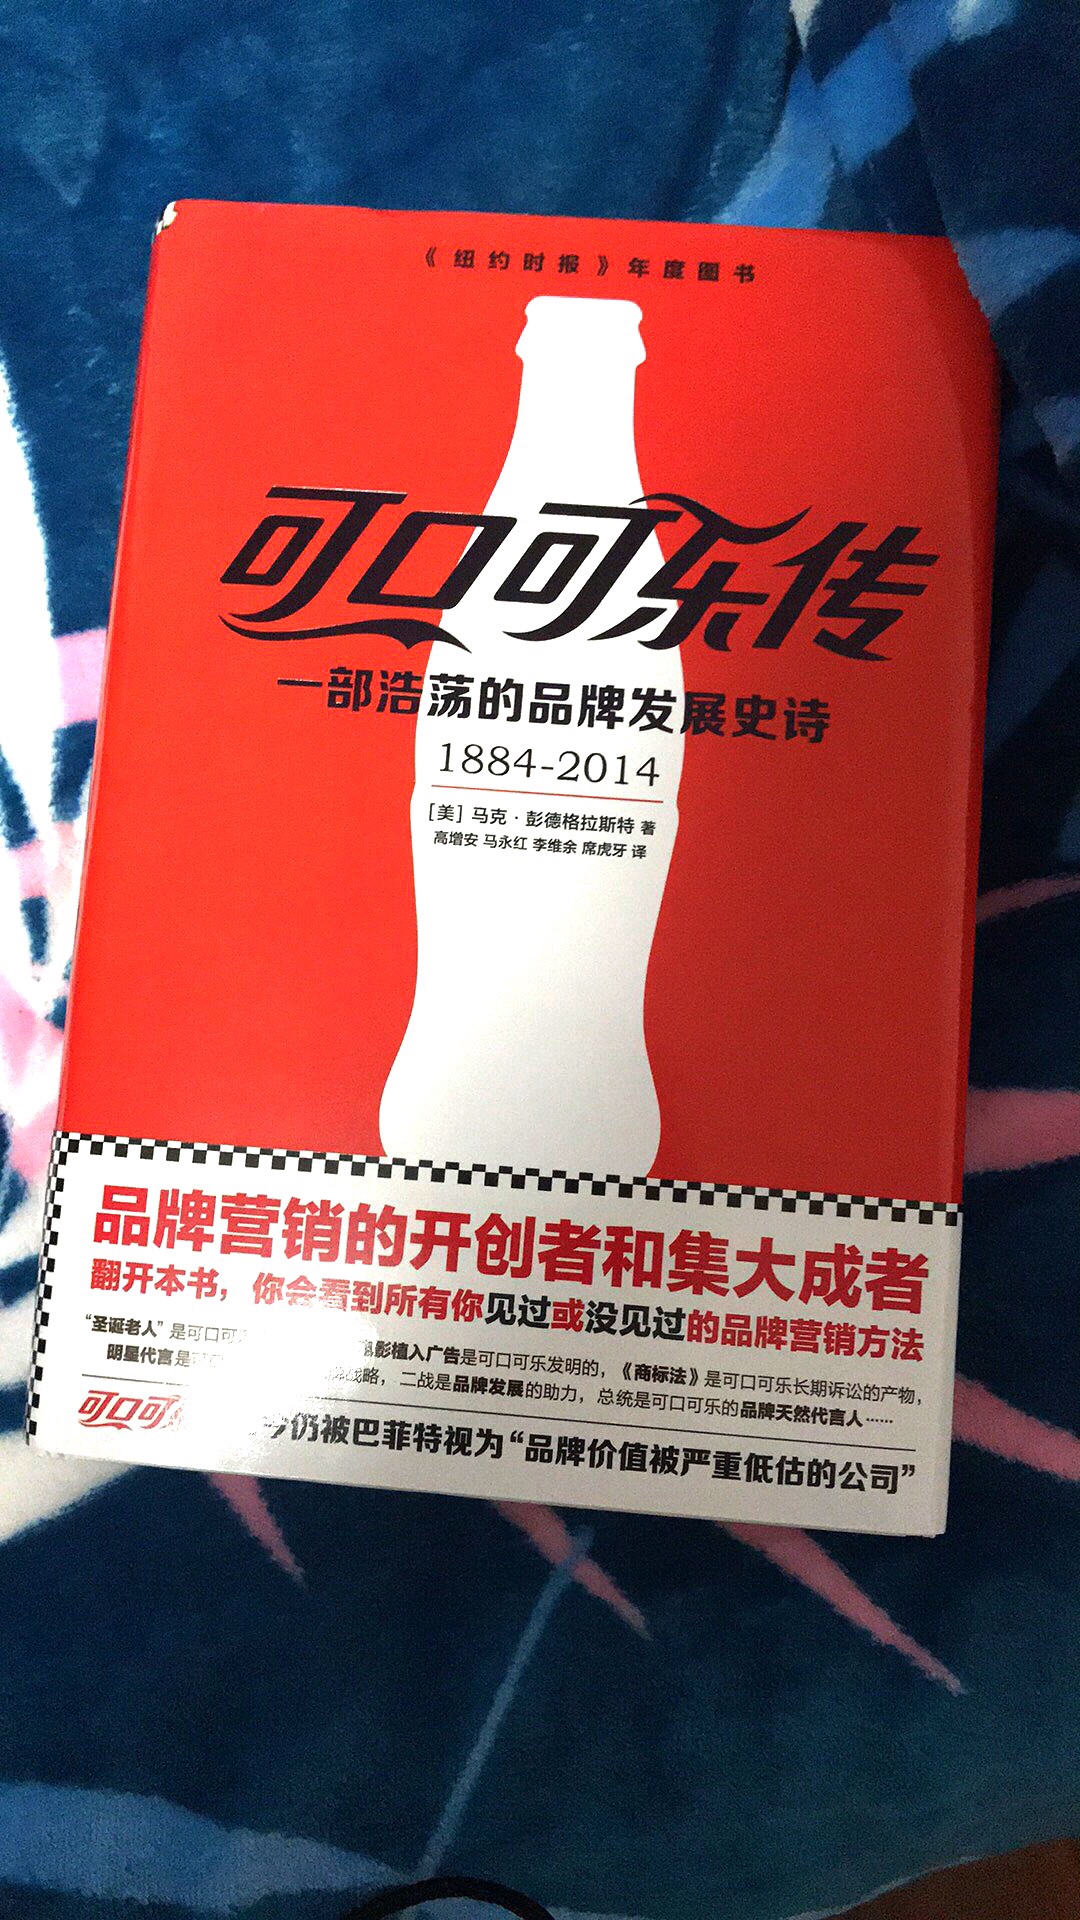 《纽约时报》年度图书
可口可乐传
一部浩荡的品牌发展史诗
1884-2014
[美] 马克·彭德格拉斯特 著
高增安 马永红 李维余 席虎牙 译
品牌营销的开创者和集大成者
翻开本书，你会看到所有你见过或没见过的品牌营销方法
“圣诞老人”是可口可 影植入广告是可口可乐发明的，《商标法》是可口可乐长期诉讼的产物，
明星代言是 战略，二战是品牌发展的助力，总统是可口可乐的品牌天然代言人……
可口可 今仍被巴菲特视为“品牌价值被严重低估的公司”